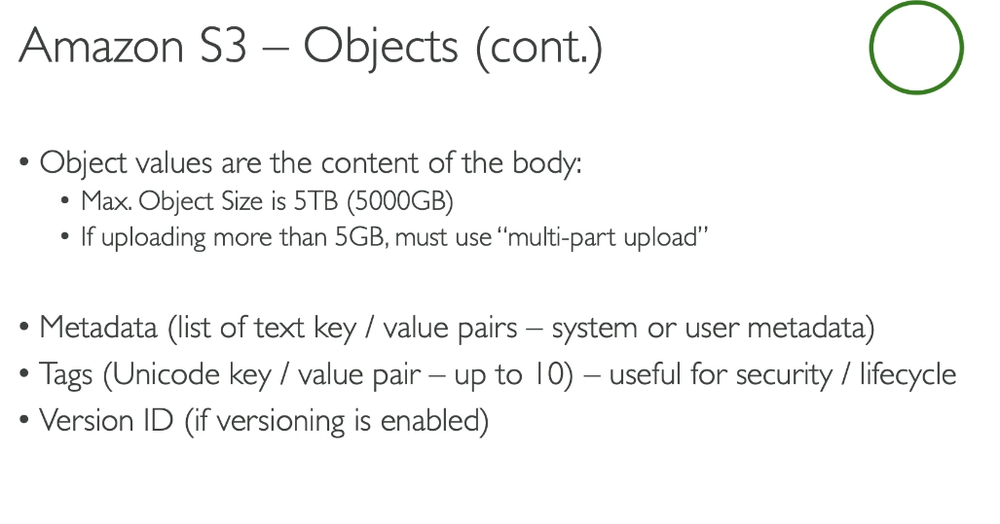 Amazon S3 – Objects (cont.)
• Object values are the content of the body:
• Max. Object Size is 5TB (5000GB)
• If uploading more than 5GB, must use “multi-part upload”
• Metadata (list of text key / value pairs – system or user metadata)
• Tags (Unicode key / value pair – up to 10) – useful for security / lifecycle
• Version ID (if versioning is enabled)